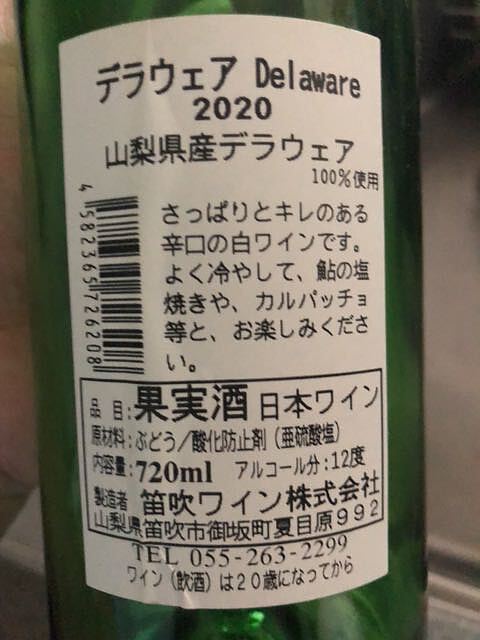 デラウェア Delaware
2020
山梨県産デラウェア
100％使用
4582365726208
さっぱりとキレのある
辛口の白ワインです。
よく冷やして、鮎の塩
焼きや、カルパッチョ
等と、お楽しみくださ
い。
品目：果実酒 日本ワイン
原材料：ぶどう／酸化防止剤（亜硫酸塩）
内容量：720ml アルコール分：12度
製造者 笛吹ワイン株式会社
山梨県笛吹市御坂町夏目原９９２
TEL 055-263-2299
ワイン（飲酒）は２０歳になってから